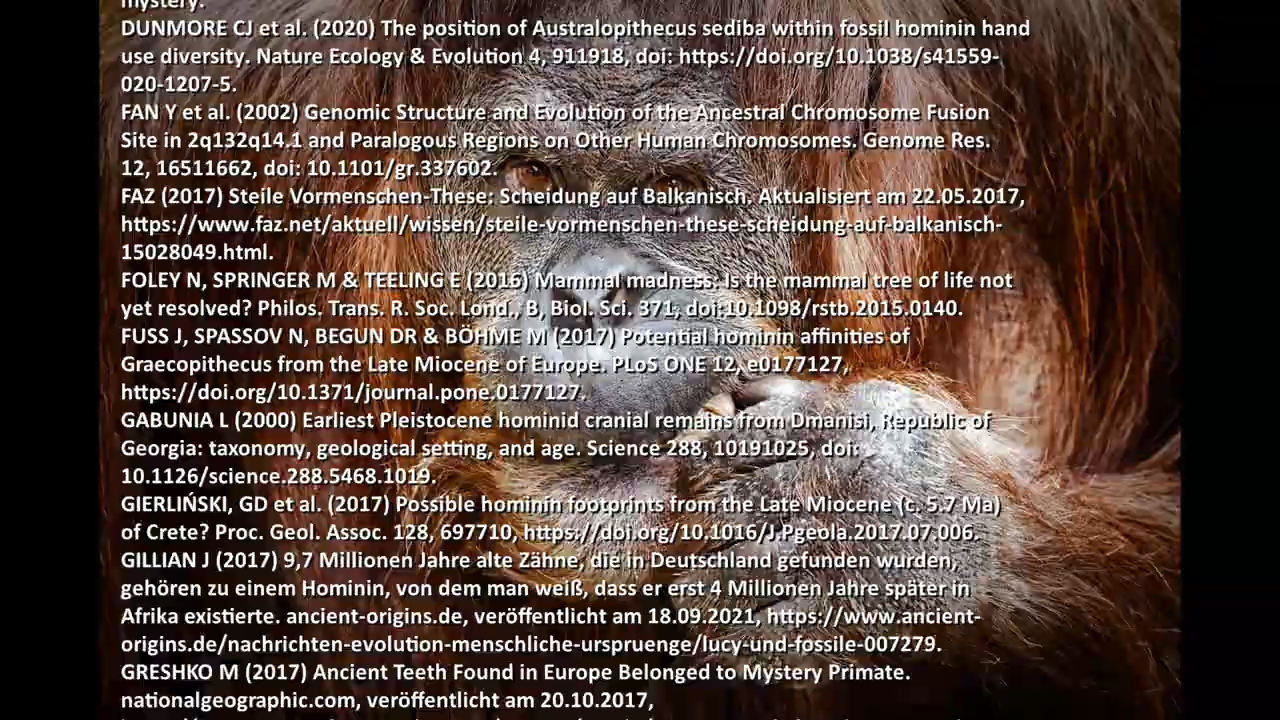 mystery.
DUNMORE CJ et al. (2020) The position of Australopithecus sediba within fossil hominin hand
use diversity. Nature Ecology & Evolution 4, 911918, doi: https://doi.org/10.1038/s41559-
020-1207-5.
FAN Y et al. (2002) Genomic Structure and Evolution of the Ancestral Chromosome Fusion
Site in 2q132q14.1 and Paralogous Regions on Other Human Chromosomes. Genome Res.
12, 16511662, doi: 10.1101/gr.337602.
FAZ (2017) Steile Vormenschen-These: Scheidung auf Balkanisch. Aktualisiert am 22.05.2017,
https://www.faz.net/aktuell/wissen/steile-vormenschen-these-scheidung-auf-balkanisch-
15028049.html.
FOLEY N, SPRINGER M & TEELING E (2016) Mammal madness: Is the mammal tree of life not
yet resolved? Philos. Trans. R. Soc. Lond., B, Biol. Sci. 371, doi:10.1098/rstb.2015.0140.
FUSS J, SPASSOV N, BEGUN DR & BÖHME M (2017) Potential hominin affinities of
Graecopithecus from the Late Miocene of Europe. PLoS ONE 12, e0177127,
https://doi.org/10.1371/journal.pone.0177127.
GABUNIA L (2000) Earliest Pleistocene hominid cranial remains from Dmanisi, Republic of
Georgia: taxonomy, geological setting, and age. Science 288, 10191025, doi:
10.1126/science.288.5468.1019.
GIERLIŃSKI, GD et al. (2017) Possible hominin footprints from the Late Miocene (c. 5.7 Ma)
of Crete? Proc. Geol. Assoc. 128, 697710, https://doi.org/10.1016/J.Pgeola.2017.07.006.
GILLIAN J (2017) 9,7 Millionen Jahre alte Zähne, die in Deutschland gefunden wurden,
gehören zu einem Hominin, von dem man weiß, dass er erst 4 Millionen Jahre später in
Afrika existierte. ancient-origins.de, veröffentlicht am 18.09.2021, https://www.ancient-
origins.de/nachrichten-evolution-menschliche-urspruenge/lucy-und-fossile-007279.
GRESHKO M (2017) Ancient Teeth Found in Europe Belonged to Mystery Primate.
nationalgeographic.com, veröffentlicht am 20.10.2017,